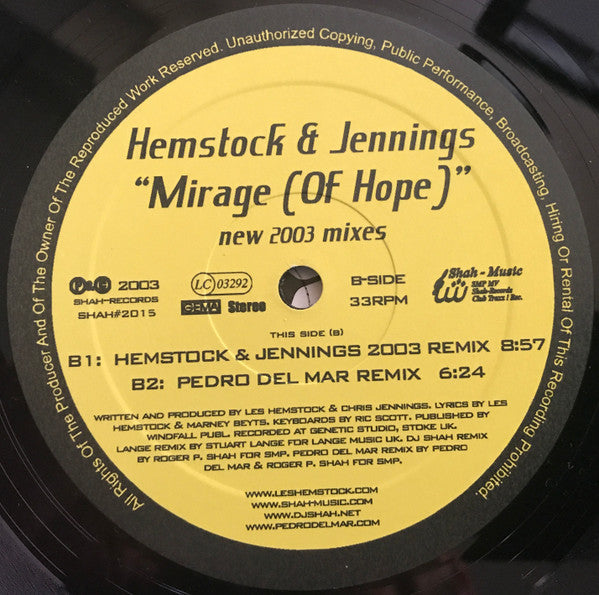 All Rights Of The Producer And Of The Owner Of The Reproduced Work Reserved. Unauthorized Copying, Public Performance, Broadcasting, Hiring Or Rental Of This Recording Prohibited.
Hemstock & Jennings
"Mirage (Of Hope)"
new 2003 mixes
P & C 2003
SHAH-RECORDS
SHAH#2015
LC 03292
GEMA Stereo
B-SIDE
33RPM
Shah - Music
SMP MV
Shah-Records
Club Traxx ! Rec.
THIS SIDE (B)
B1: HEMSTOCK & JENNINGS 2003 REMIX 8:57
B2: PEDRO DEL MAR REMIX 6:24
WRITTEN AND PRODUCED BY LES HEMSTOCK & CHRIS JENNINGS. LYRICS BY LES
HEMSTOCK & MARNEY BEYTS. KEYBOARDS BY RIC SCOTT. PUBLISHED BY
WINDFALL PUBL. RECORDED AT GENETIC STUDIO, STOKE UK.
LANGE REMIX BY STUART LANGE FOR LANGE MUSIC UK. DJ SHAH REMIX
BY ROGER P. SHAH FOR SMP. PEDRO DEL MAR REMIX BY PEDRO
DEL MAR & ROGER P. SHAH FOR SMP.
WWW.LESHEMSTOCK.COM
WWW.SHAH-MUSIC.COM
WWW.DJSHAH.NET
WWW.PEDRODELMAR.COM